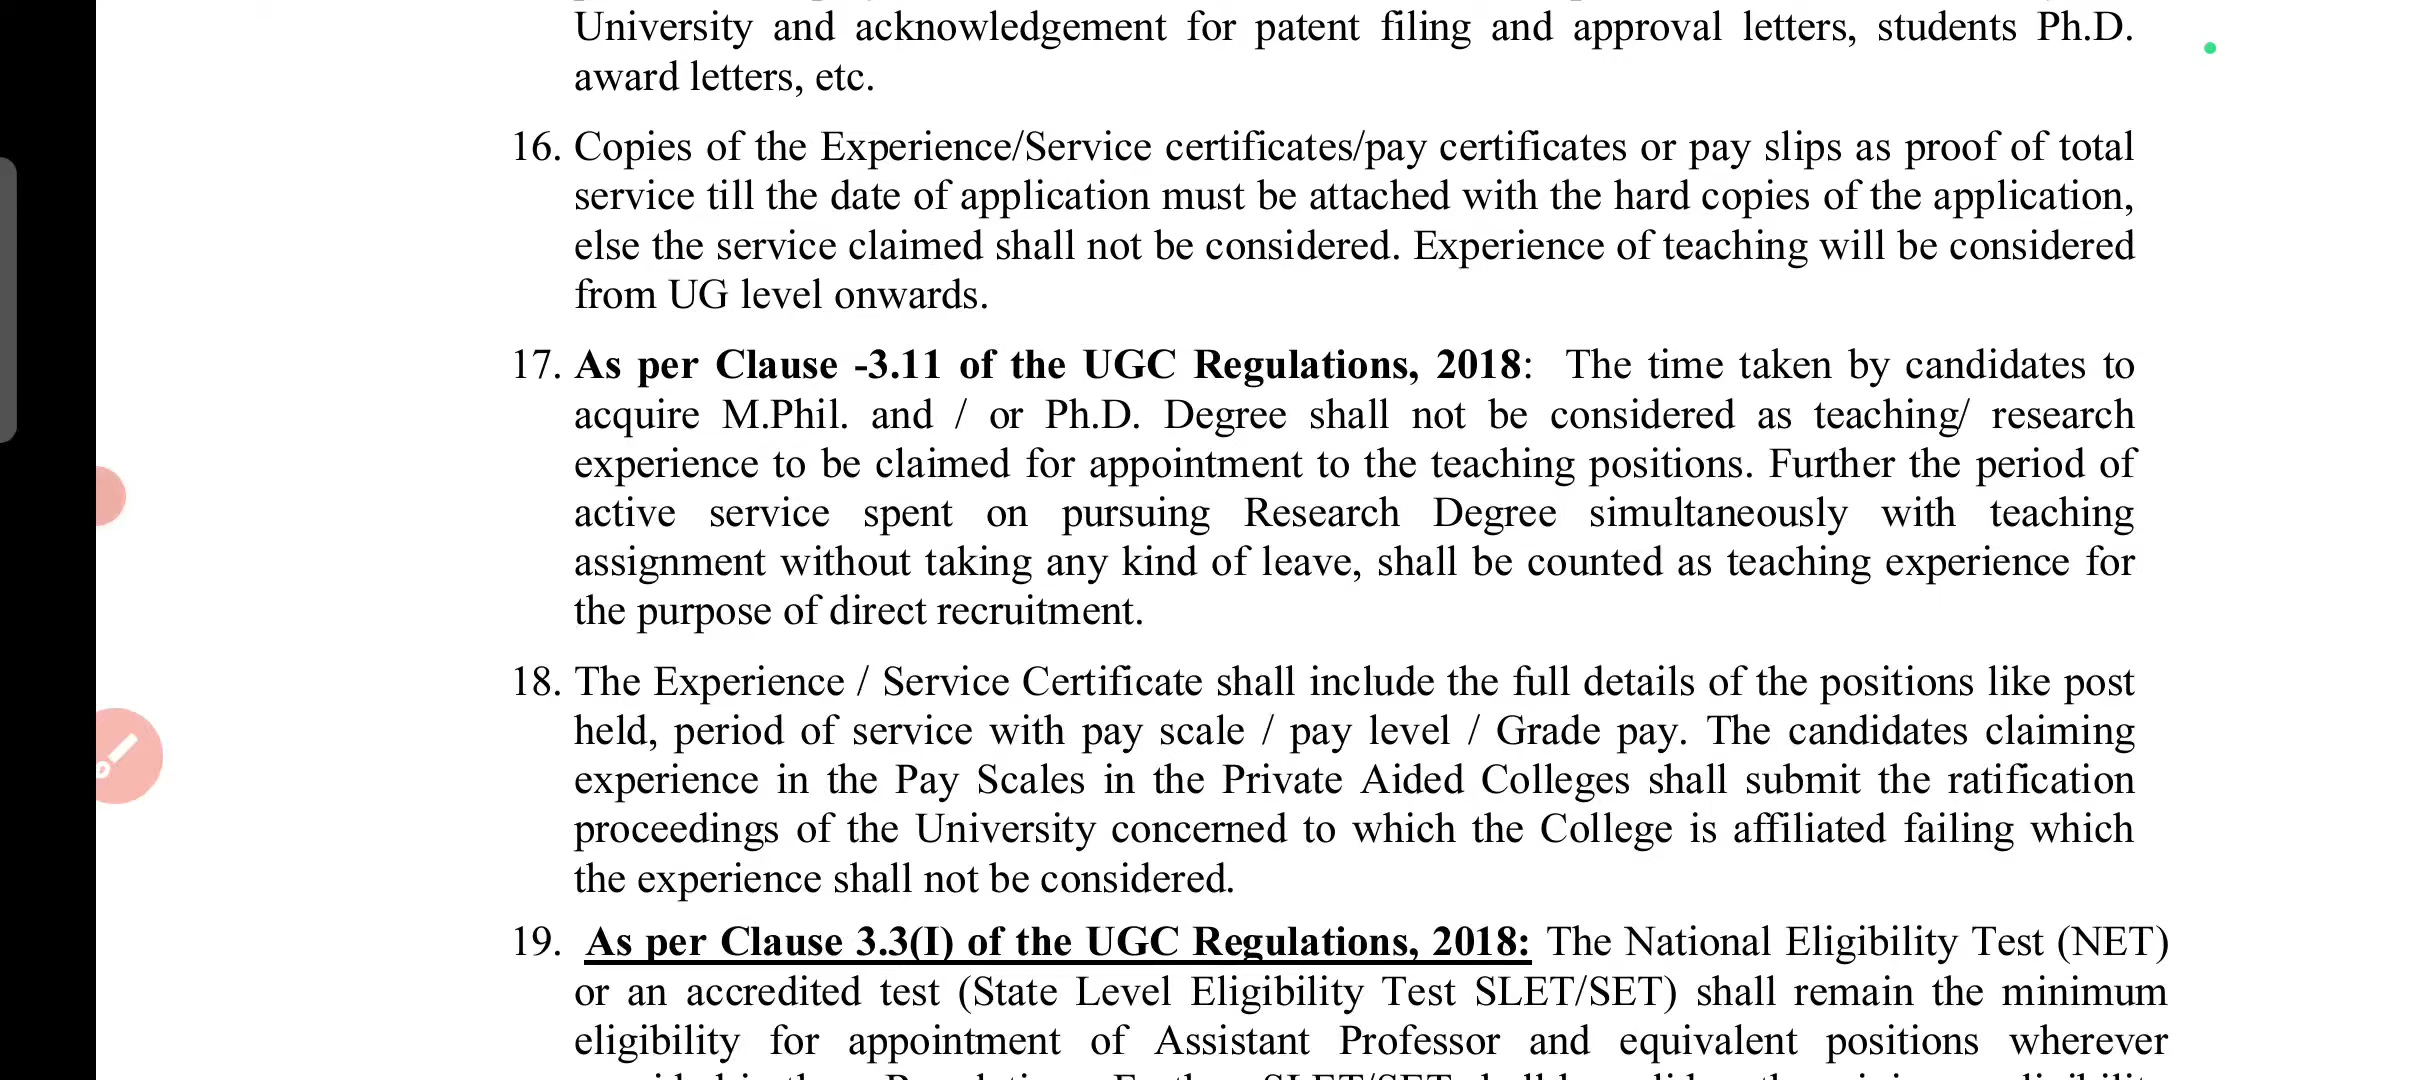 University and acknowledgement for patent filing and approval letters, students Ph.D.
award letters, etc.
16. Copies of the Experience/Service certificates/pay certificates or pay slips as proof of total
service till the date of application must be attached with the hard copies of the application,
else the service claimed shall not be considered. Experience of teaching will be considered
from UG level onwards.
17. As per Clause -3.11 of the UGC Regulations, 2018: The time taken by candidates to
acquire M.Phil. and / or Ph.D. Degree shall not be considered as teaching/ research
experience to be claimed for appointment to the teaching positions. Further the period of
active service spent on pursuing Research Degree simultaneously with teaching
assignment without taking any kind of leave, shall be counted as teaching experience for
the purpose of direct recruitment.
18. The Experience / Service Certificate shall include the full details of the positions like post
held, period of service with pay scale / pay level / Grade pay. The candidates claiming
experience in the Pay Scales in the Private Aided Colleges shall submit the ratification
proceedings of the University concerned to which the College is affiliated failing which
the experience shall not be considered.
19. As per Clause 3.3(I) of the UGC Regulations, 2018: The National Eligibility Test (NET)
or an accredited test (State Level Eligibility Test SLET/SET) shall remain the minimum
eligibility for appointment of Assistant Professor and equivalent positions wherever